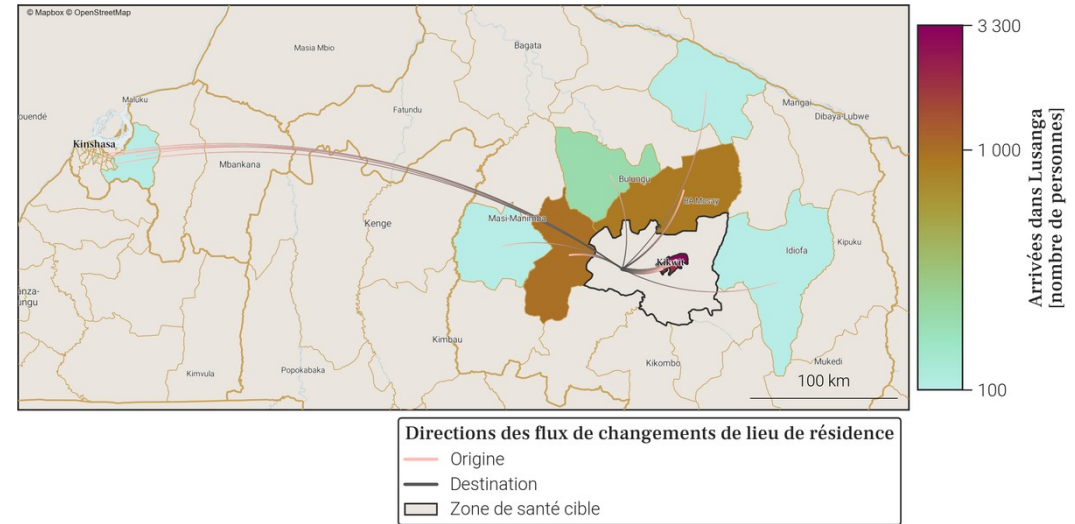 © Mapbox © OpenStreetMap
Masia Mbio
Bagata
Maluku
Fatundu
Mangai
Dibaya-Lubwe
Kinshasa
Mbankana
Bulungu
Masi-Manimba
Kenge
Idiofa
Kipuku
Kikwit
Kimbau
Kikombo
Mukedi
Kimvula
Popokabaka
100 km
3 300
1 000
100
Arrivées dans Lusanga
[nombre de personnes]
Directions des flux de changements de lieu de résidence
Origine
Destination
Zone de santé cible